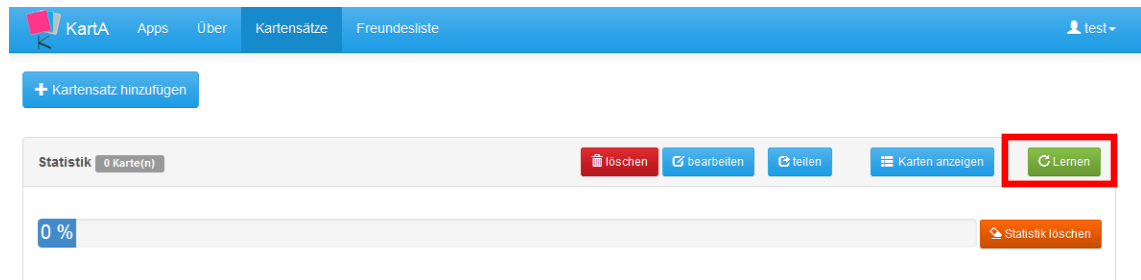 KartA Apps Über Kartensätze Freundesliste test
Kartensatz hinzufügen
Statistik 0 Karte(n) löschen bearbeiten teilen Karten anzeigen Lernen
0 % Statistik löschen